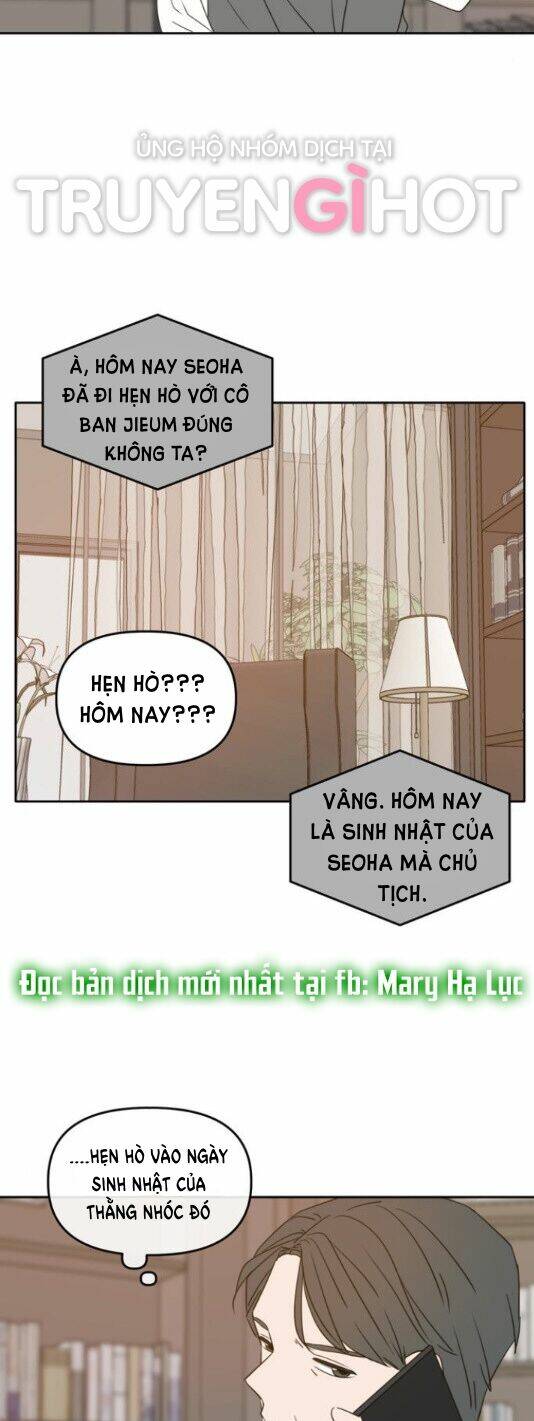 ỦNG HỘ NHÓM DỊCH TẠI
TRUYENGÌHOT
À, HÔM NAY SEOHA
ĐÃ ĐI HẸN HÒ VỚI CÔ
BAN JIEUM ĐÚNG
KHÔNG TA?
HẸN HÒ???
HÔM NAY???
VÂNG. HÔM NAY
LÀ SINH NHẬT CỦA
SEOHA MÀ CHỦ
TỊCH.
Đọc bản dịch mới nhất tại fb: Mary Hạ Lục
....HẸN HÒ VÀO NGÀY
SINH NHẬT CỦA
THẰNG NHÓC ĐÓ